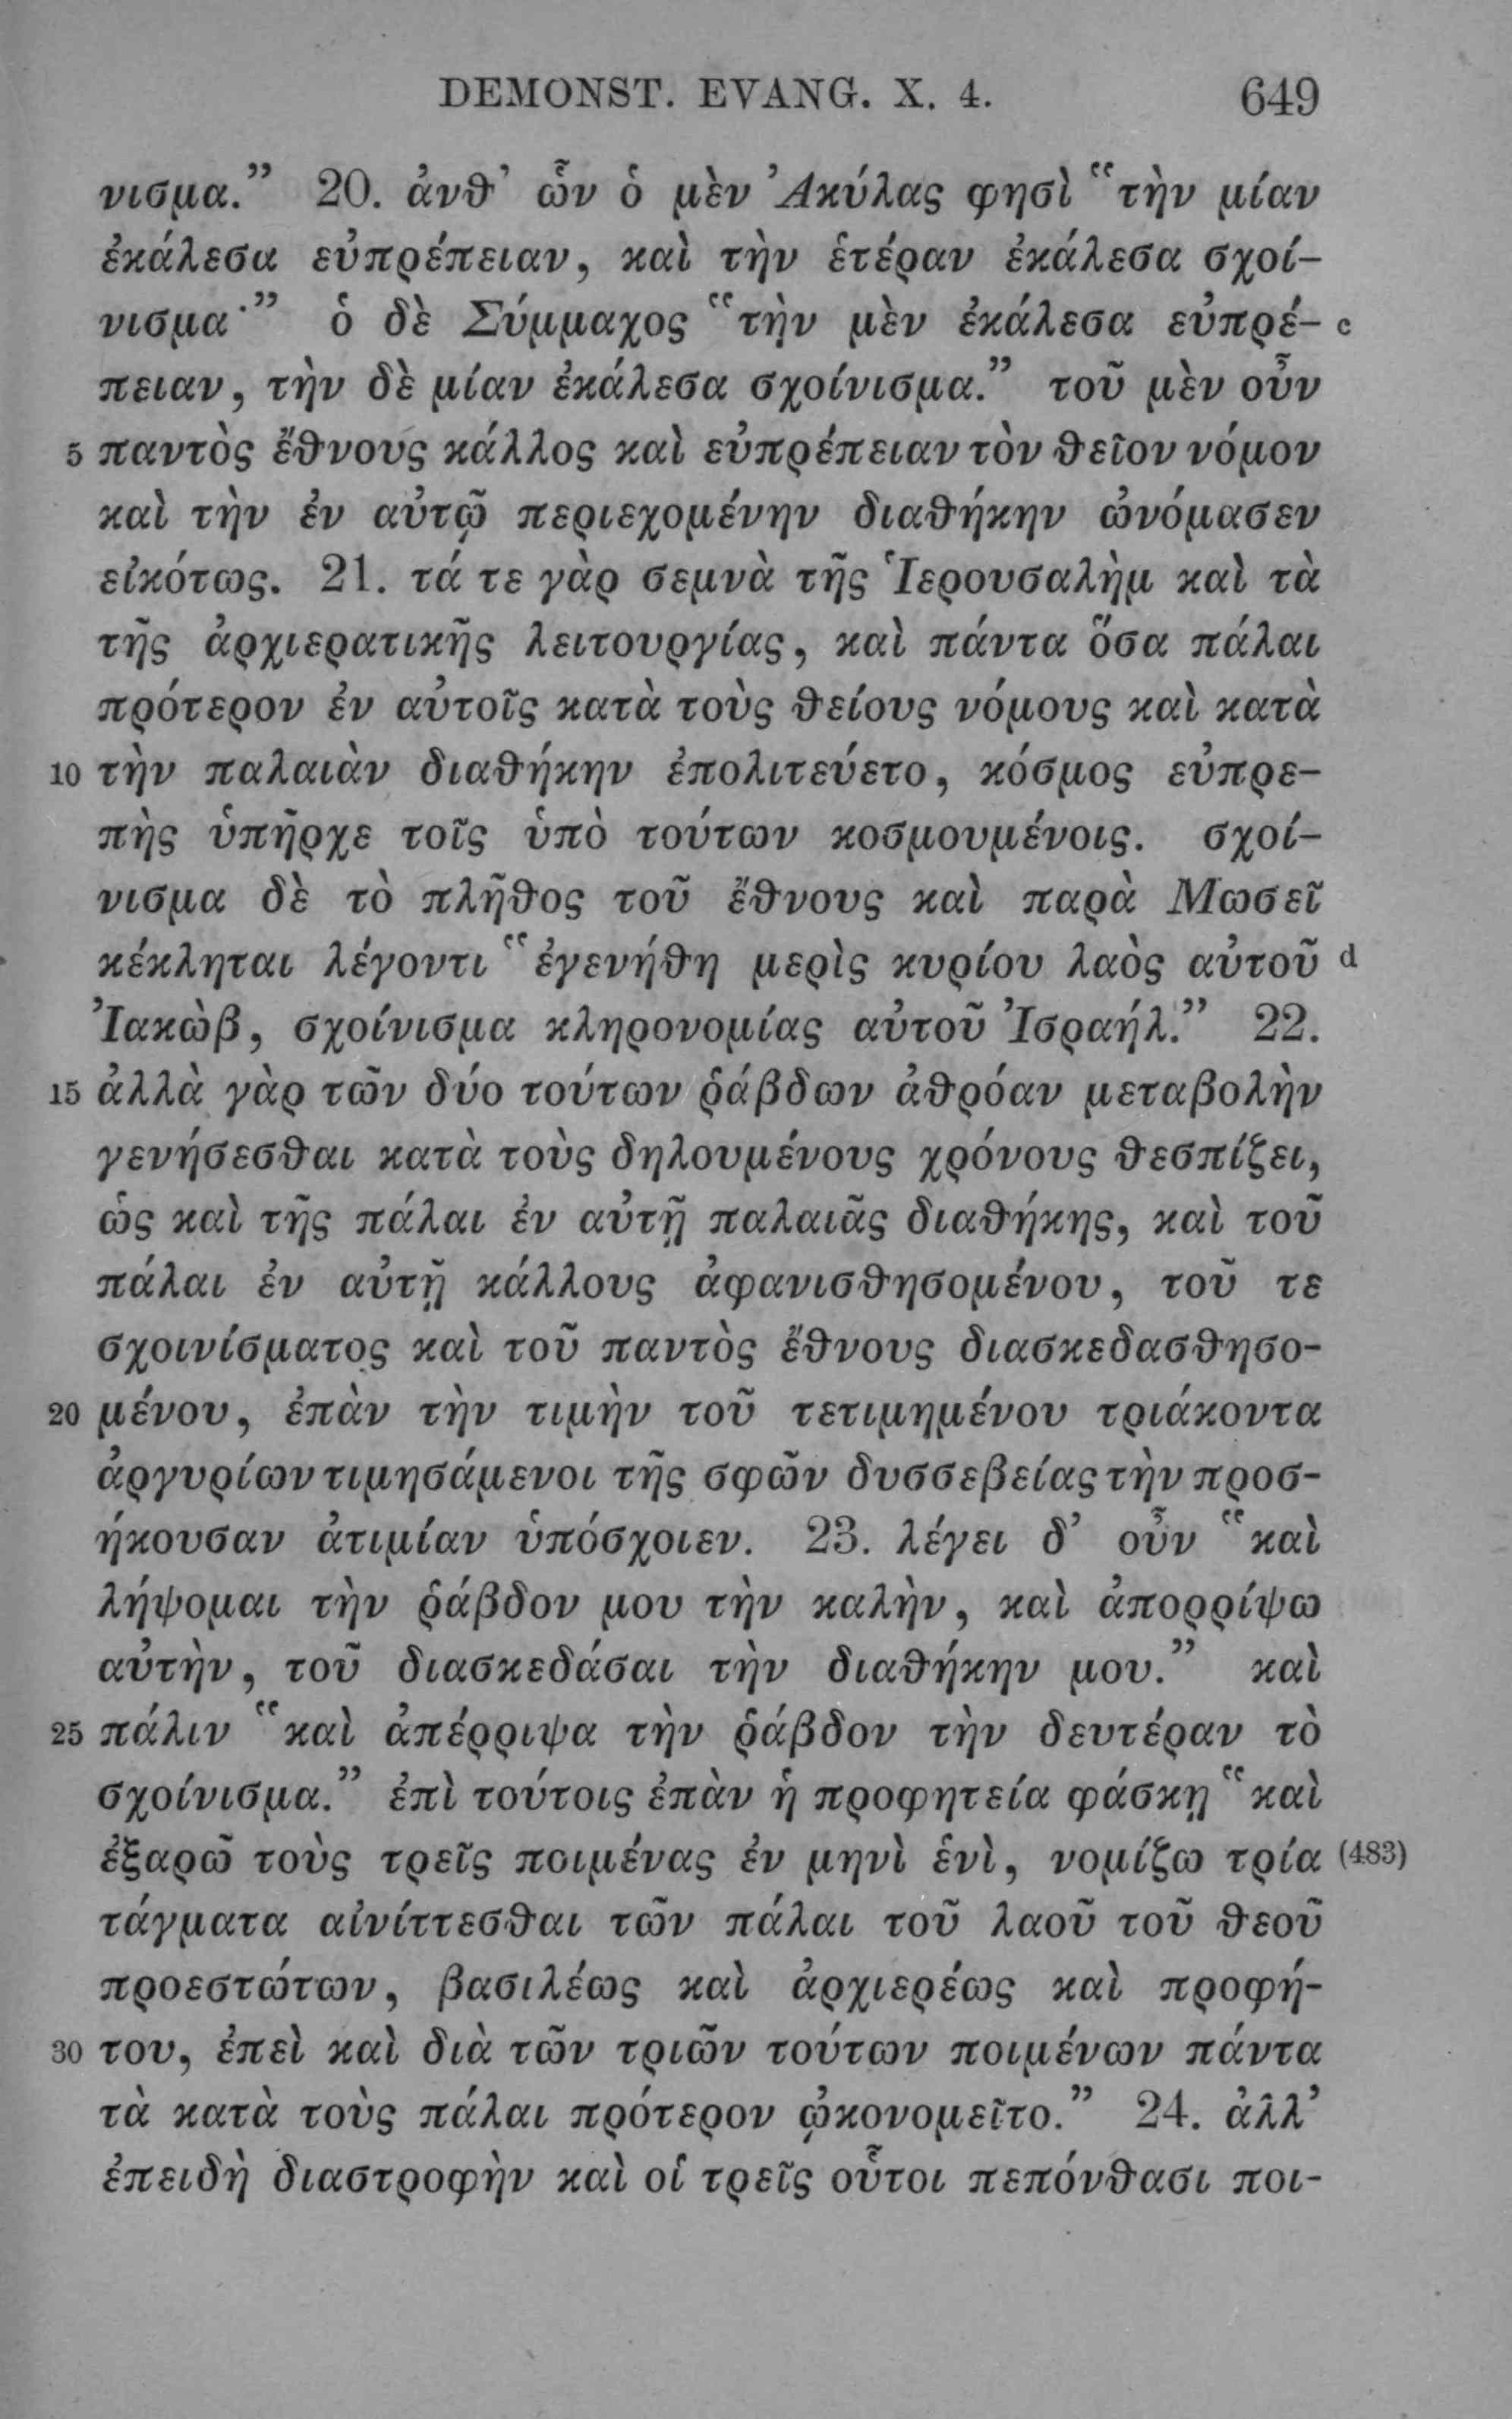 DEMONST. EVANG. X. 4. 649
νισμα.” 20. ἀνθ’ ὧν ὁ μὲν Ἀκύλας φησὶ “τὴν μίαν
ἐκάλεσα εὐπρέπειαν, καὶ τὴν ἑτέραν ἐκάλεσα σχοί-
νισμα·” ὁ δὲ Σύμμαχος “τὴν μὲν ἐκάλεσα εὐπρέ- c
πειαν, τὴν δὲ μίαν ἐκάλεσα σχοίνισμα.” τοῦ μὲν οὖν
5 παντὸς ἔθνους κάλλος καὶ εὐπρέπειαν τὸν θεῖον νόμον
καὶ τὴν ἐν αὐτῷ περιεχομένην διαθήκην ὠνόμασεν
εἰκότως. 21. τά τε γὰρ σεμνὰ τῆς Ἱερουσαλὴμ καὶ τὰ
τῆς ἀρχιερατικῆς λειτουργίας, καὶ πάντα ὅσα πάλαι
πρότερον ἐν αὐτοῖς κατὰ τοὺς θείους νόμους καὶ κατὰ
10 τὴν παλαιὰν διαθήκην ἐπολιτεύετο, κόσμος εὐπρε-
πὴς ὑπῆρχε τοῖς ὑπὸ τούτων κοσμουμένοις. σχοί-
νισμα δὲ τὸ πλῆθος τοῦ ἔθνους καὶ παρὰ Μωσεῖ
κέκληται λέγοντι “ἐγενήθη μερὶς κυρίου λαὸς αὐτοῦ d
Ἰακὼβ, σχοίνισμα κληρονομίας αὐτοῦ Ἰσραήλ.” 22.
15 ἀλλὰ γὰρ τῶν δύο τούτων ῥάβδων ἀθρόαν μεταβολὴν
γενήσεσθαι κατὰ τοὺς δηλουμένους χρόνους θεσπίζει,
ὡς καὶ τῆς πάλαι ἐν αὐτῇ παλαιᾶς διαθήκης, καὶ τοῦ
πάλαι ἐν αὐτῇ κάλλους ἀφανισθησομένου, τοῦ τε
σχοινίσματος καὶ τοῦ παντὸς ἔθνους διασκεδασθησο-
20 μένου, ἐπὰν τὴν τιμὴν τοῦ τετιμημένου τριάκοντα
ἀργυρίων τιμησάμενοι τῆς σφῶν δυσσεβείας τὴν προσ-
ήκουσαν ἀτιμίαν ὑπόσχοιεν. 23. λέγει δ’ οὖν “καὶ
λήψομαι τὴν ῥάβδον μου τὴν καλὴν, καὶ ἀπορρίψω
αὐτὴν, τοῦ διασκεδάσαι τὴν διαθήκην μου.” καὶ
25 πάλιν “καὶ ἀπέρριψα τὴν ῥάβδον τὴν δευτέραν τὸ
σχοίνισμα.” ἐπὶ τούτοις ἐπὰν ἡ προφητεία φάσκῃ “καὶ
ἐξαρῶ τοὺς τρεῖς ποιμένας ἐν μηνὶ ἑνὶ, νομίζω τρία (483)
τάγματα αἰνίττεσθαι τῶν πάλαι τοῦ λαοῦ τοῦ θεοῦ
προεστώτων, βασιλέως καὶ ἀρχιερέως καὶ προφή-
30 του, ἐπεὶ καὶ διὰ τῶν τριῶν τούτων ποιμένων πάντα
τὰ κατὰ τοὺς πάλαι πρότερον ᾠκονομεῖτο.” 24. ἀλλ’
ἐπειδὴ διαστροφὴν καὶ οἱ τρεῖς οὗτοι πεπόνθασι ποι-